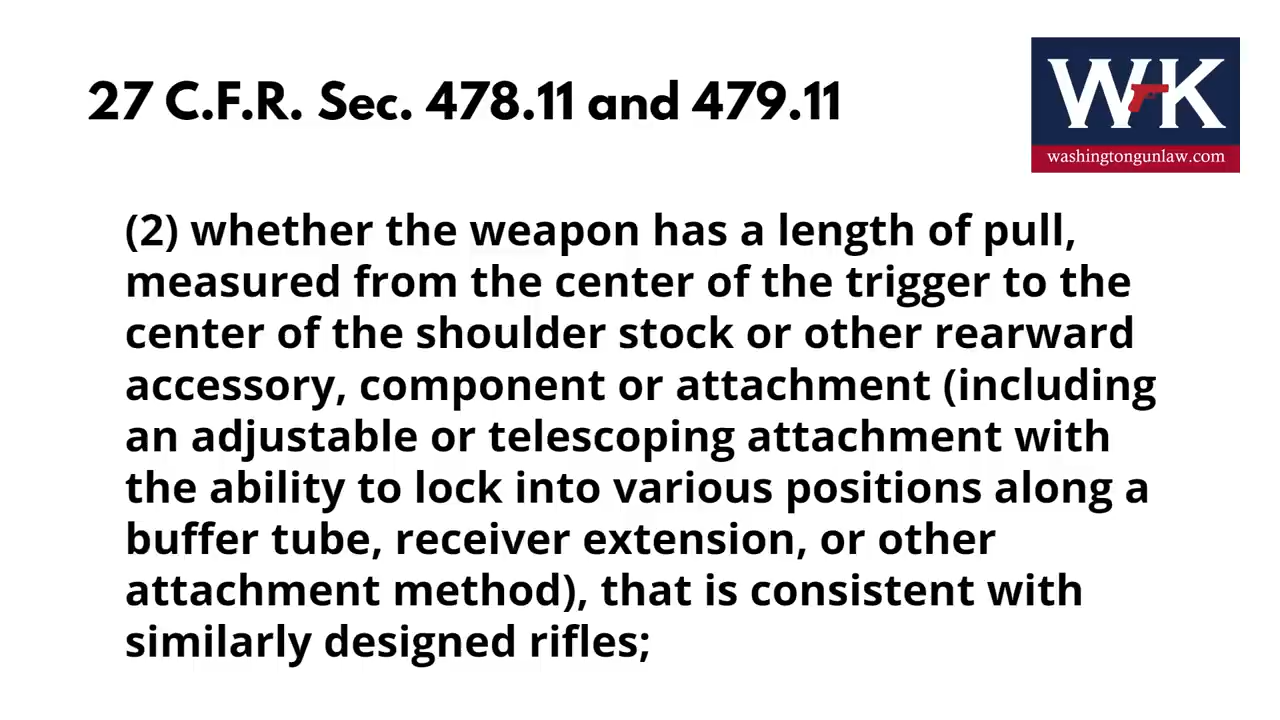 27 C.F.R. Sec. 478.11 and 479.11
WK
washingtongunlaw.com
(2) whether the weapon has a length of pull,
measured from the center of the trigger to the
center of the shoulder stock or other rearward
accessory, component or attachment (including
an adjustable or telescoping attachment with
the ability to lock into various positions along a
buffer tube, receiver extension, or other
attachment method), that is consistent with
similarly designed rifles;